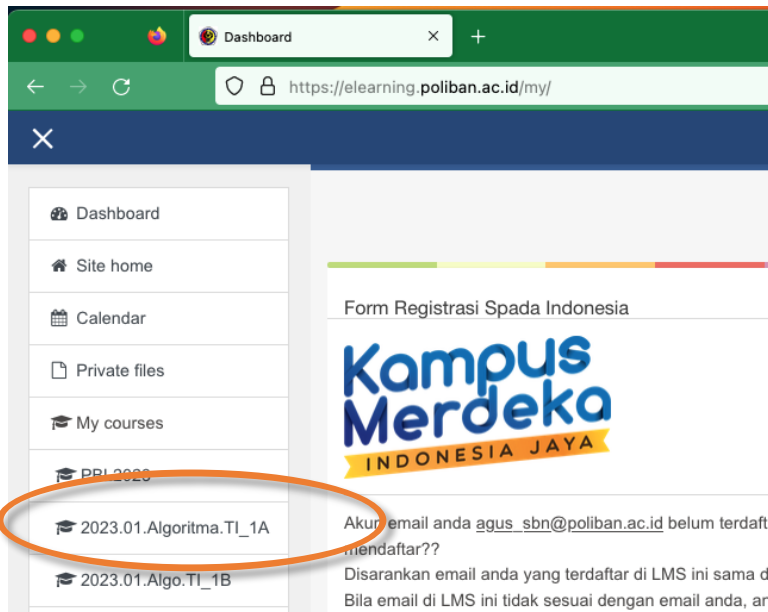 Dashboard
https://elearning.poliban.ac.id/my/
Dashboard
Site home
Calendar
Private files
My courses
2023.01.Algoritma.TI_1A
2023.01.Algo.TI_1B
Form Registrasi Spada Indonesia
Kampus
Merdeka
INDONESIA JAYA
Akun email anda agus_sbn@poliban.ac.id belum terdaft
mendaftar??
Disarankan email anda yang terdaftar di LMS ini sama d
Bila email di LMS ini tidak sesuai dengan email anda, an